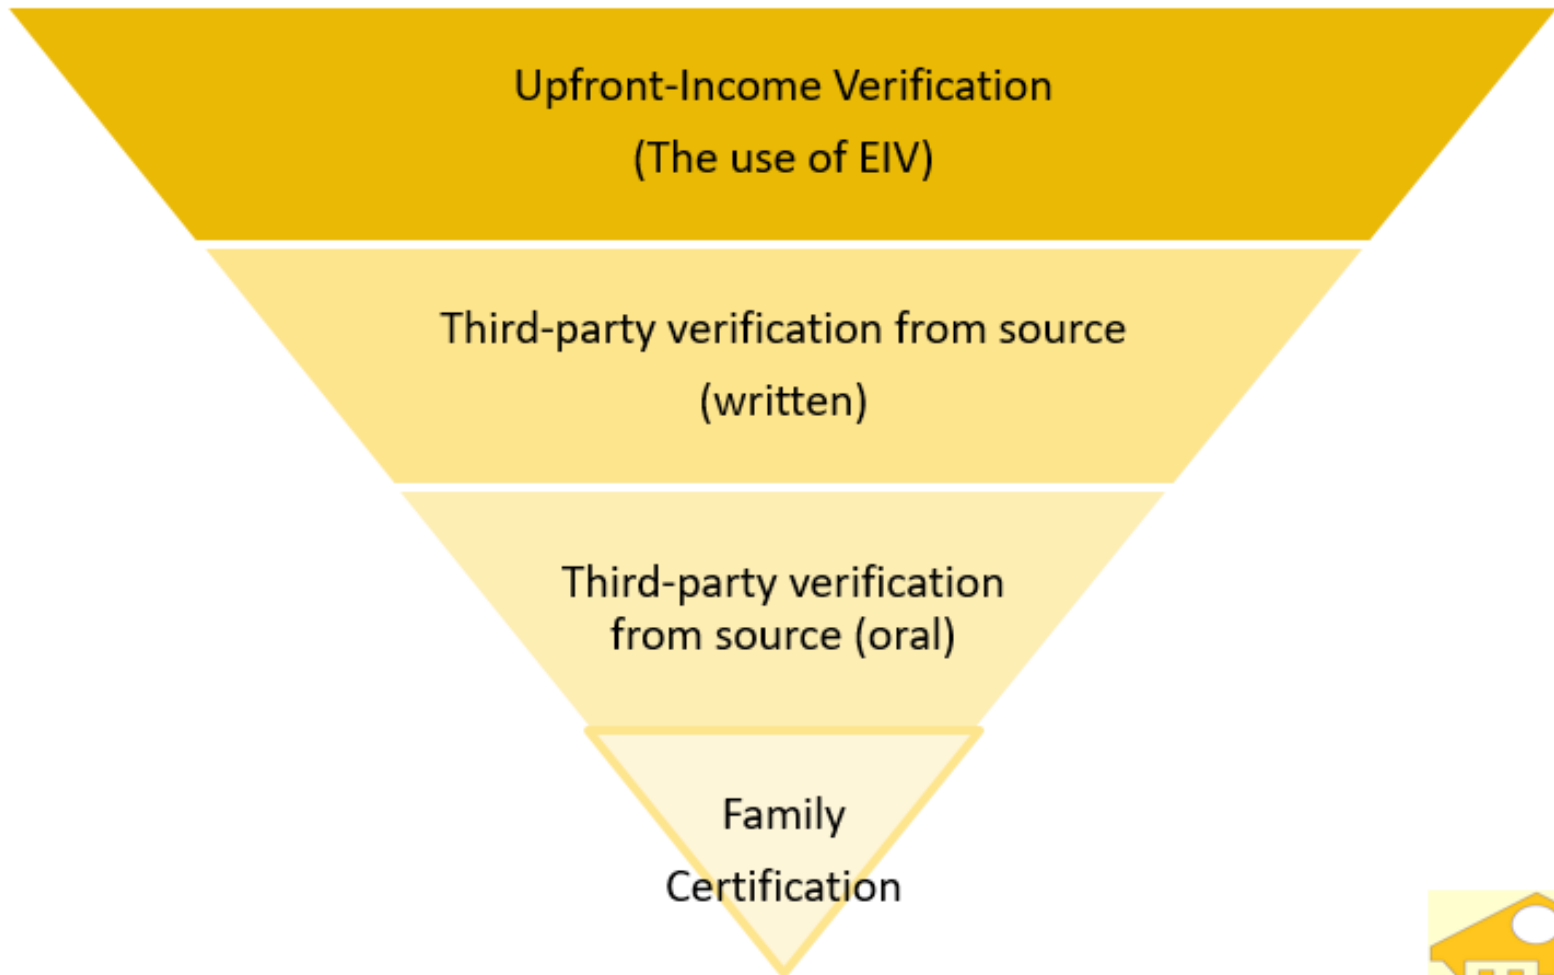 Upfront-Income Verification
(The use of EIV)
Third-party verification from source
(written)
Third-party verification
from source (oral)
Family
Certification